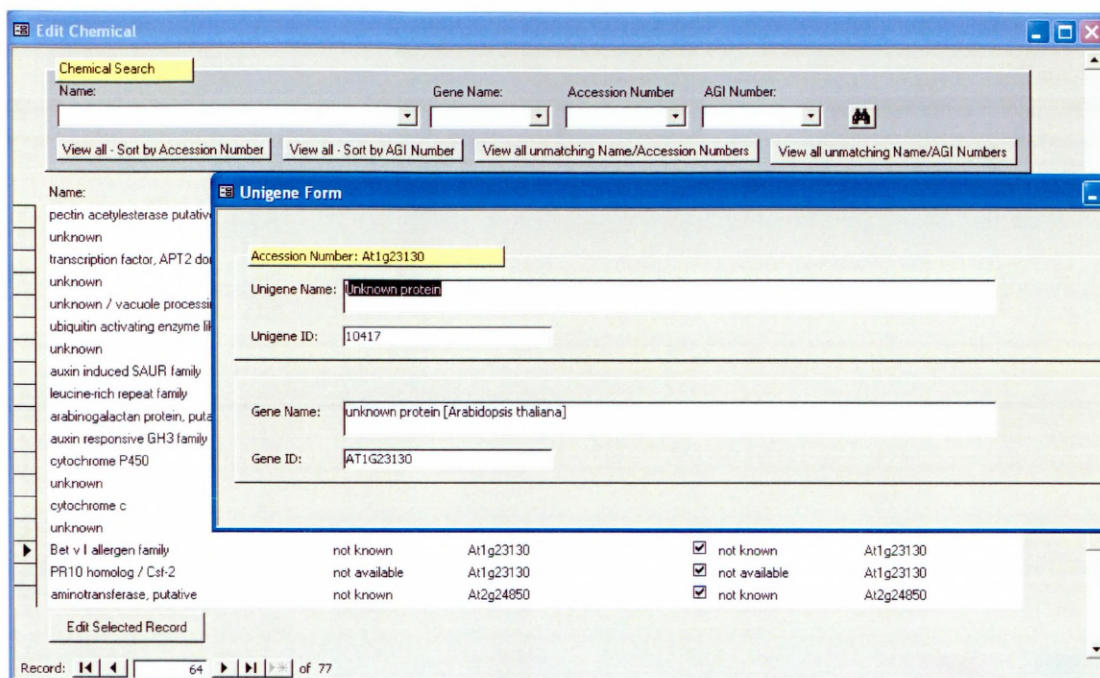 Edit Chemical
Chemical Search
Name: Gene Name: Accession Number AGI Number:
View all - Sort by Accession Number View all - Sort by AGI Number View all unmatching Name/Accession Numbers View all unmatching Name/AGI Numbers
Name:
Unigene Form
pectin acetylesterase putative
unknown
transcription factor, APT2 do
unknown
unknown / vacuole processi
ubiquitin activating enzyme li
unknown
auxin induced SAUR family
leucine-rich repeat family
arabinogalactan protein, puta
auxin responsive GH3 family
cytochrome P450
unknown
cytochrome c
unknown
Accession Number: At1g23130
Unigene Name: Unknown protein
Unigene ID: 10417
Gene Name: unknown protein [Arabidopsis thaliana]
Gene ID: AT1G23130
Bet v I allergen family not known At1g23130 not known At1g23130
PR10 homolog / Csf-2 not available At1g23130 not available At1g23130
aminotransferase, putative not known At2g24850 not known At2g24850
Edit Selected Record
Record: 64 of 77